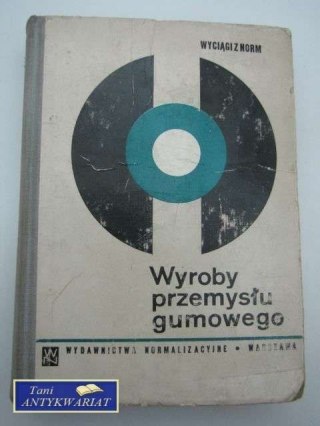 WYCIĄGI Z NORM
Wyroby
przemysłu
gumowego
WYDAWNICTWA NORMALIZACYJNE • WARSZAWA
Tani
ANTYKWARIAT